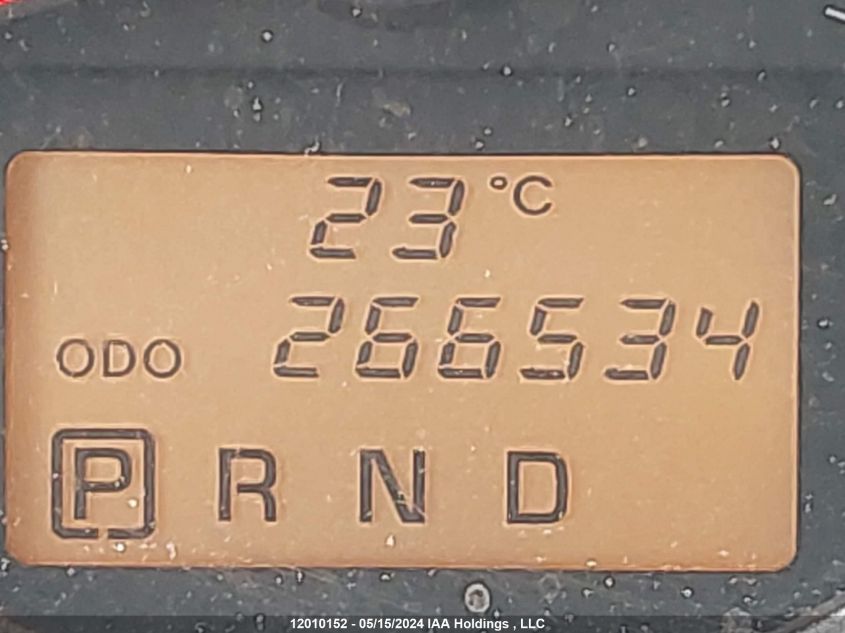 23 °C
ODO 266534
P R N D
12010152 - 05/15/2024 IAA Holdings , LLC